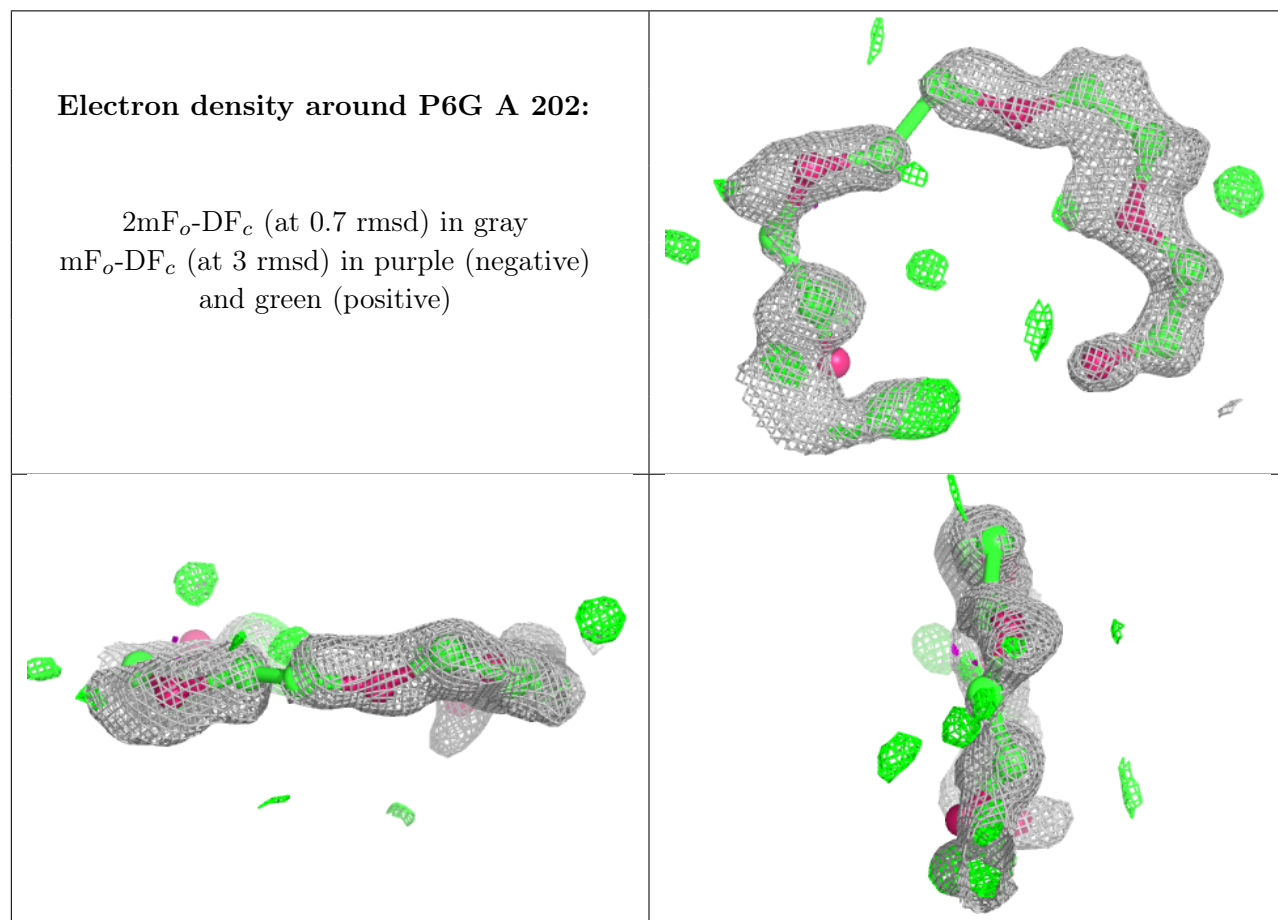 Electron density around P6G A 202:
2mFo-DFc (at 0.7 rmsd) in gray
mFo-DFc (at 3 rmsd) in purple (negative)
and green (positive)